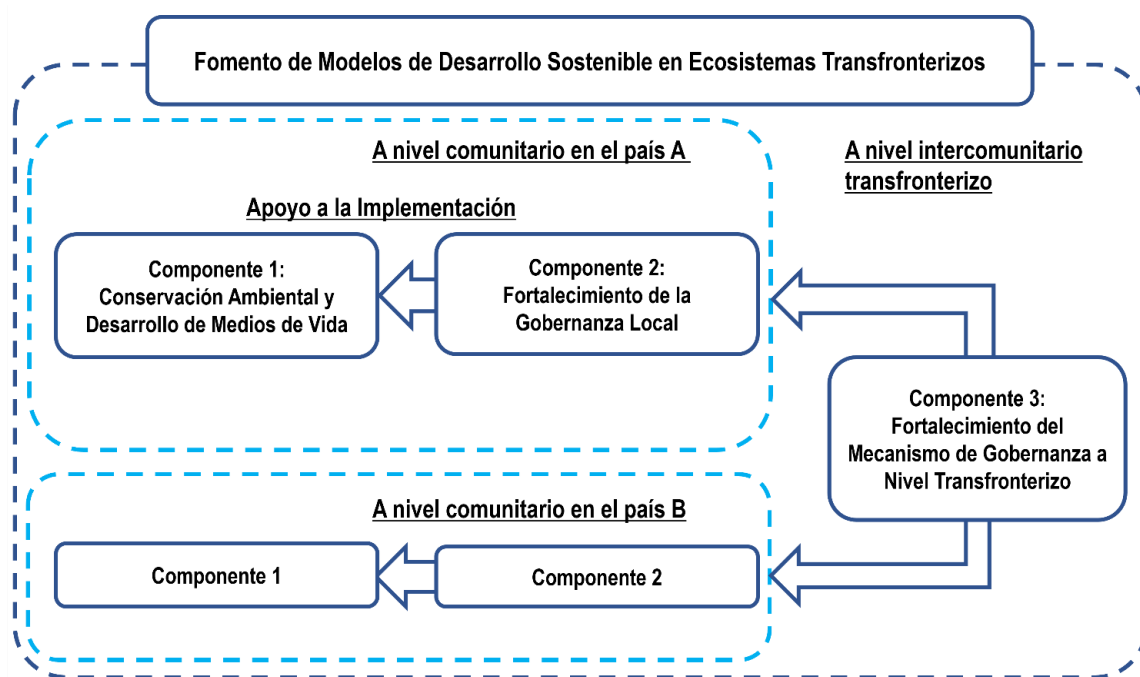 Fomento de Modelos de Desarrollo Sostenible en Ecosistemas Transfronterizos
A nivel comunitario en el país A
A nivel intercomunitario
transfronterizo
Apoyo a la Implementación
Componente 1:
Conservación Ambiental y
Desarrollo de Medios de Vida
Componente 2:
Fortalecimiento de la
Gobernanza Local
Componente 3:
Fortalecimiento del
Mecanismo de Gobernanza a
Nivel Transfronterizo
A nivel comunitario en el país B
Componente 1
Componente 2